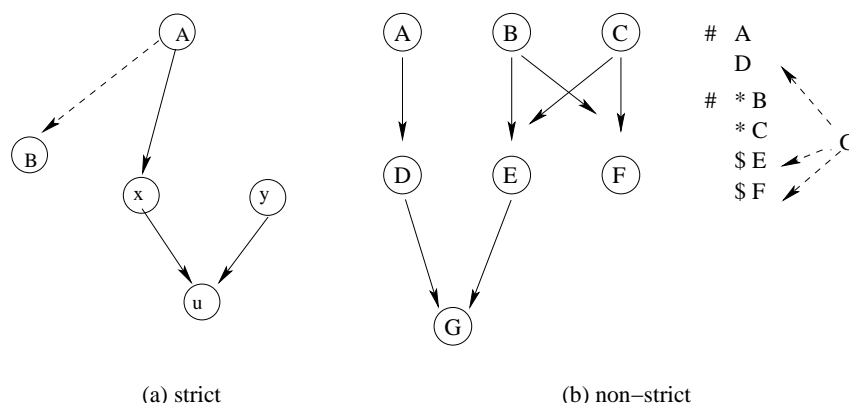 A
B
x
y
u
(a) strict
A
B
C
D
E
F
G
# A
D
# * B
* C
$ E
$ F
(b) non−strict